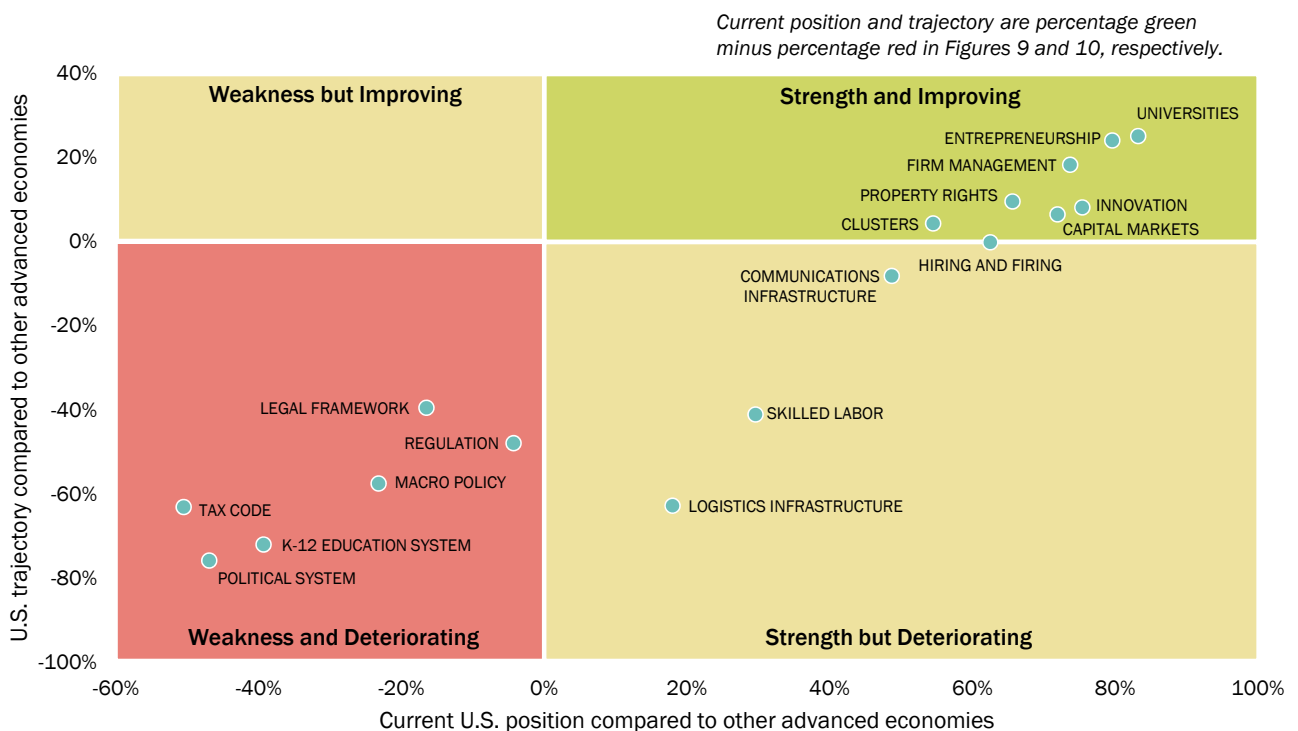 Current position and trajectory are percentage green
minus percentage red in Figures 9 and 10, respectively.
U.S. trajectory compared to other advanced economies
40%
20%
0%
-20%
-40%
-60%
-80%
-100%
Weakness but Improving
Strength and Improving
UNIVERSITIES
ENTREPRENEURSHIP
FIRM MANAGEMENT
PROPERTY RIGHTS
INNOVATION
CLUSTERS
CAPITAL MARKETS
HIRING AND FIRING
COMMUNICATIONS
INFRASTRUCTURE
LEGAL FRAMEWORK
SKILLED LABOR
REGULATION
MACRO POLICY
TAX CODE
LOGISTICS INFRASTRUCTURE
K-12 EDUCATION SYSTEM
POLITICAL SYSTEM
Weakness and Deteriorating
Strength but Deteriorating
-60%
-40%
-20%
0%
20%
40%
60%
80%
100%
Current U.S. position compared to other advanced economies